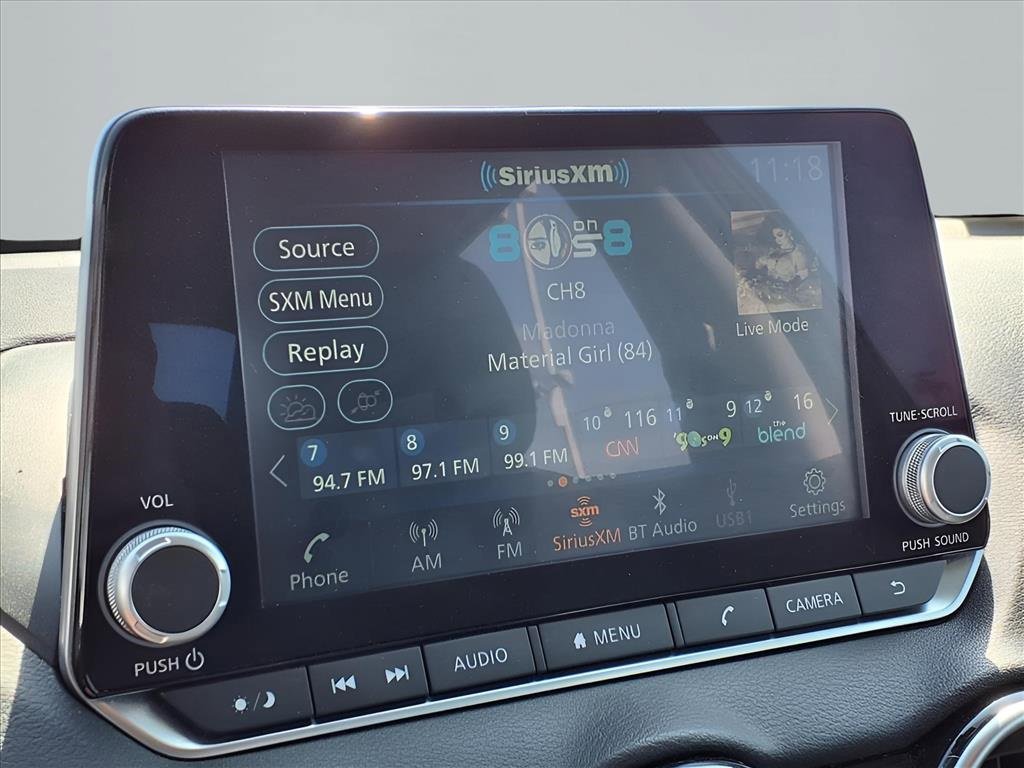 SiriusXM
11:18
80s on 8
Source
SXM Menu
Replay
CH8
Madonna
Material Girl (84)
Live Mode
7
94.7 FM
8
97.1 FM
9
99.1 FM
10 116
CNN
11 9
'90s ON 9
12 16
the blend
Phone
AM
FM
sxm
SiriusXM
BT Audio
USB1
Settings
VOL
PUSH
TUNE·SCROLL
PUSH SOUND
AUDIO
MENU
CAMERA